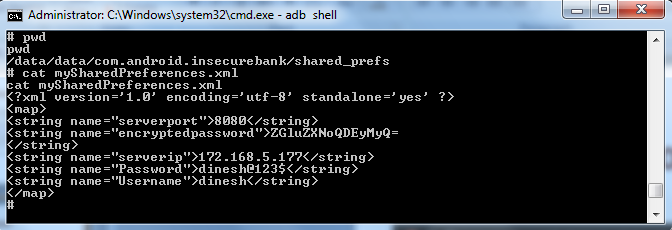 Administrator: C:\Windows\system32\cmd.exe - adb shell
# pwd
pwd
/data/data/com.android.insecurebank/shared_prefs
# cat mySharedPreferences.xml
cat mySharedPreferences.xml
<?xml version='1.0' encoding='utf-8' standalone='yes' ?>
<map>
<string name="serverport">8080</string>
<string name="encryptedpassword">ZGluZXNoQDEyMyQ=
</string>
<string name="serverip">172.168.5.177</string>
<string name="Password">dinesh@123$</string>
<string name="Username">dinesh</string>
</map>
#